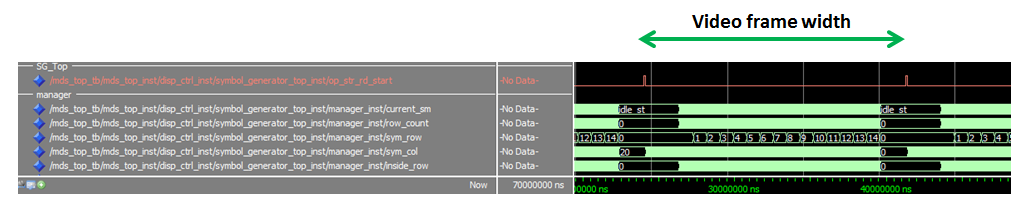 Video frame width
SG_Top
/mds_top_tb/mds_top_inst/disp_ctrl_inst/symbol_generator_top_inst/op_str_rd_start -No Data-
manager
/mds_top_tb/mds_top_inst/disp_ctrl_inst/symbol_generator_top_inst/manager_inst/current_sm -No Data- idle_st idle_st
/mds_top_tb/mds_top_inst/disp_ctrl_inst/symbol_generator_top_inst/manager_inst/row_count -No Data- 0 0
/mds_top_tb/mds_top_inst/disp_ctrl_inst/symbol_generator_top_inst/manager_inst/sym_row -No Data- 12 13 14 0 1 2 3 4 5 6 7 8 9 10 11 12 13 14 0 1 2 3 4
/mds_top_tb/mds_top_inst/disp_ctrl_inst/symbol_generator_top_inst/manager_inst/sym_col -No Data- 20 0
/mds_top_tb/mds_top_inst/disp_ctrl_inst/symbol_generator_top_inst/manager_inst/inside_row -No Data- 0 0
Now 70000000 ns 30000000 ns 40000000 ns